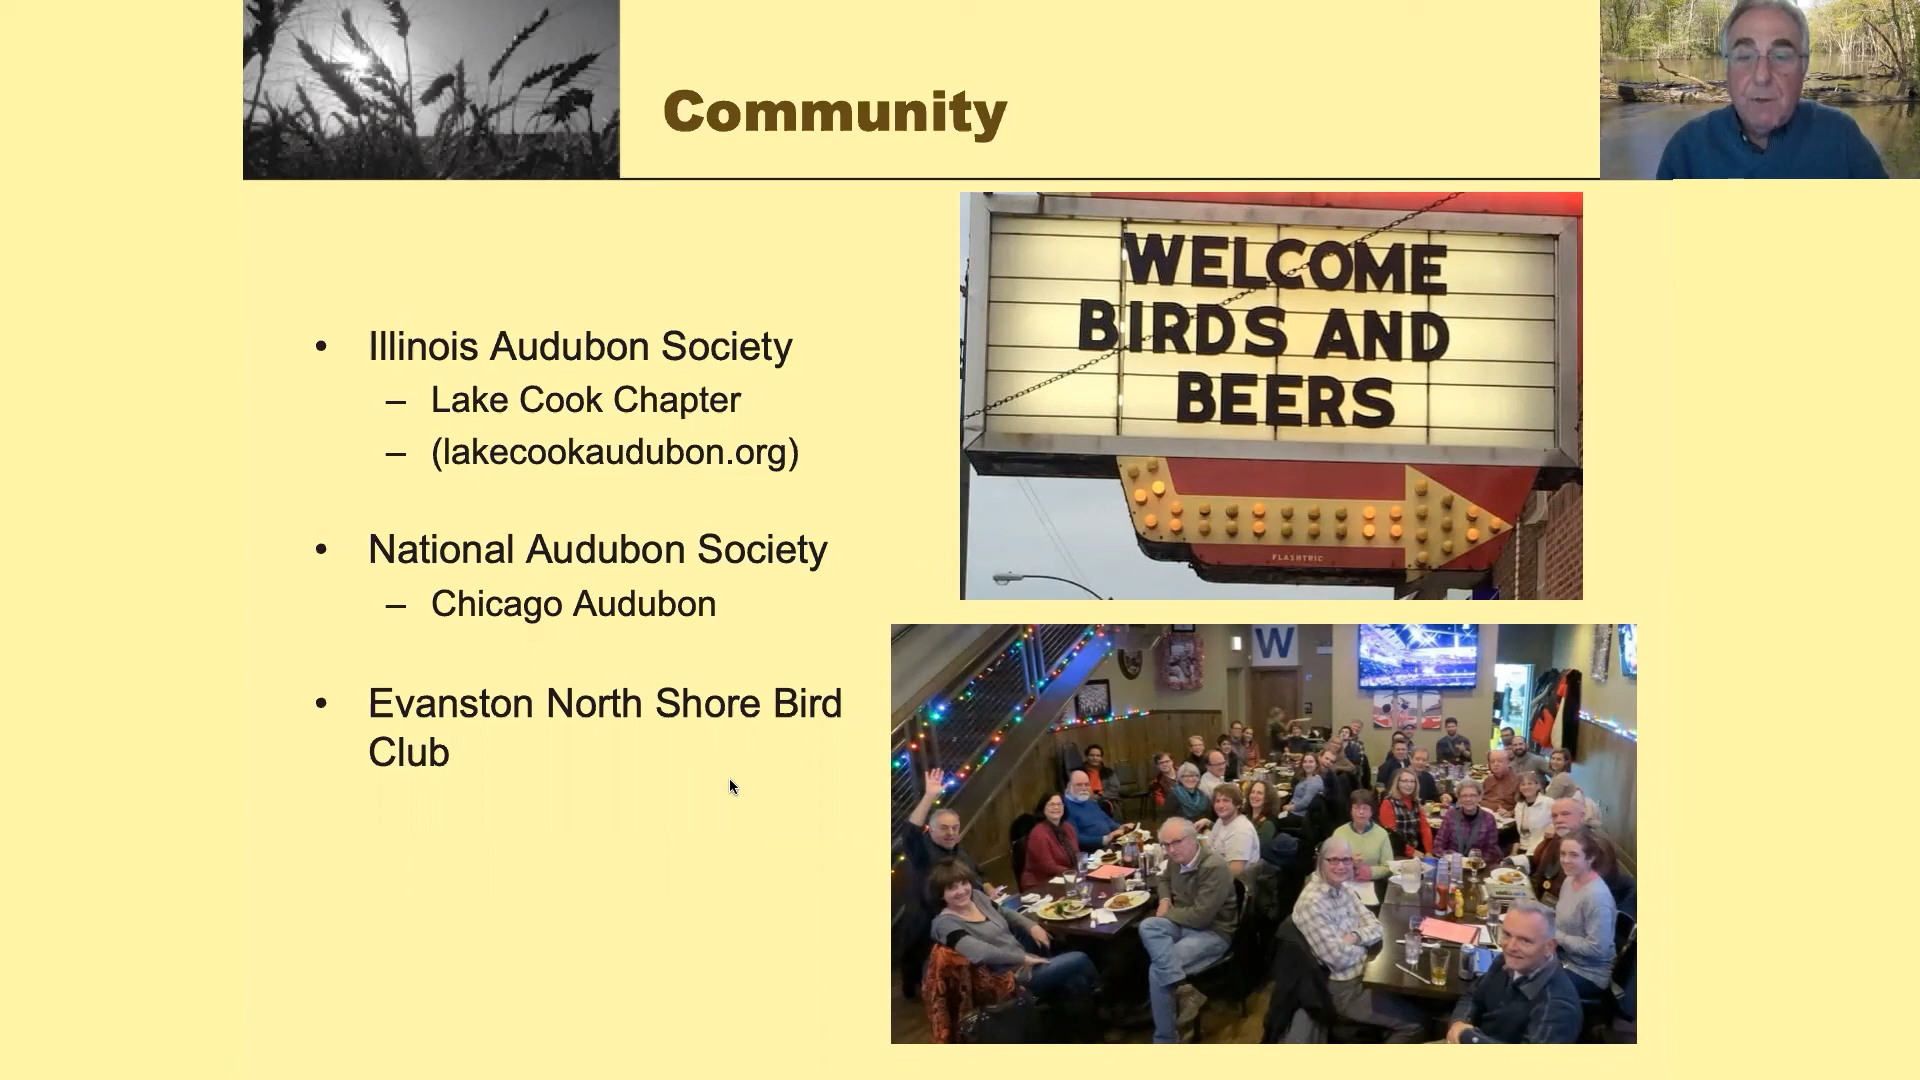 Community
• Illinois Audubon Society
– Lake Cook Chapter
– (lakecookaudubon.org)
• National Audubon Society
– Chicago Audubon
• Evanston North Shore Bird
Club
WELCOME
BIRDS AND
BEERS
FLASHTRIC
W